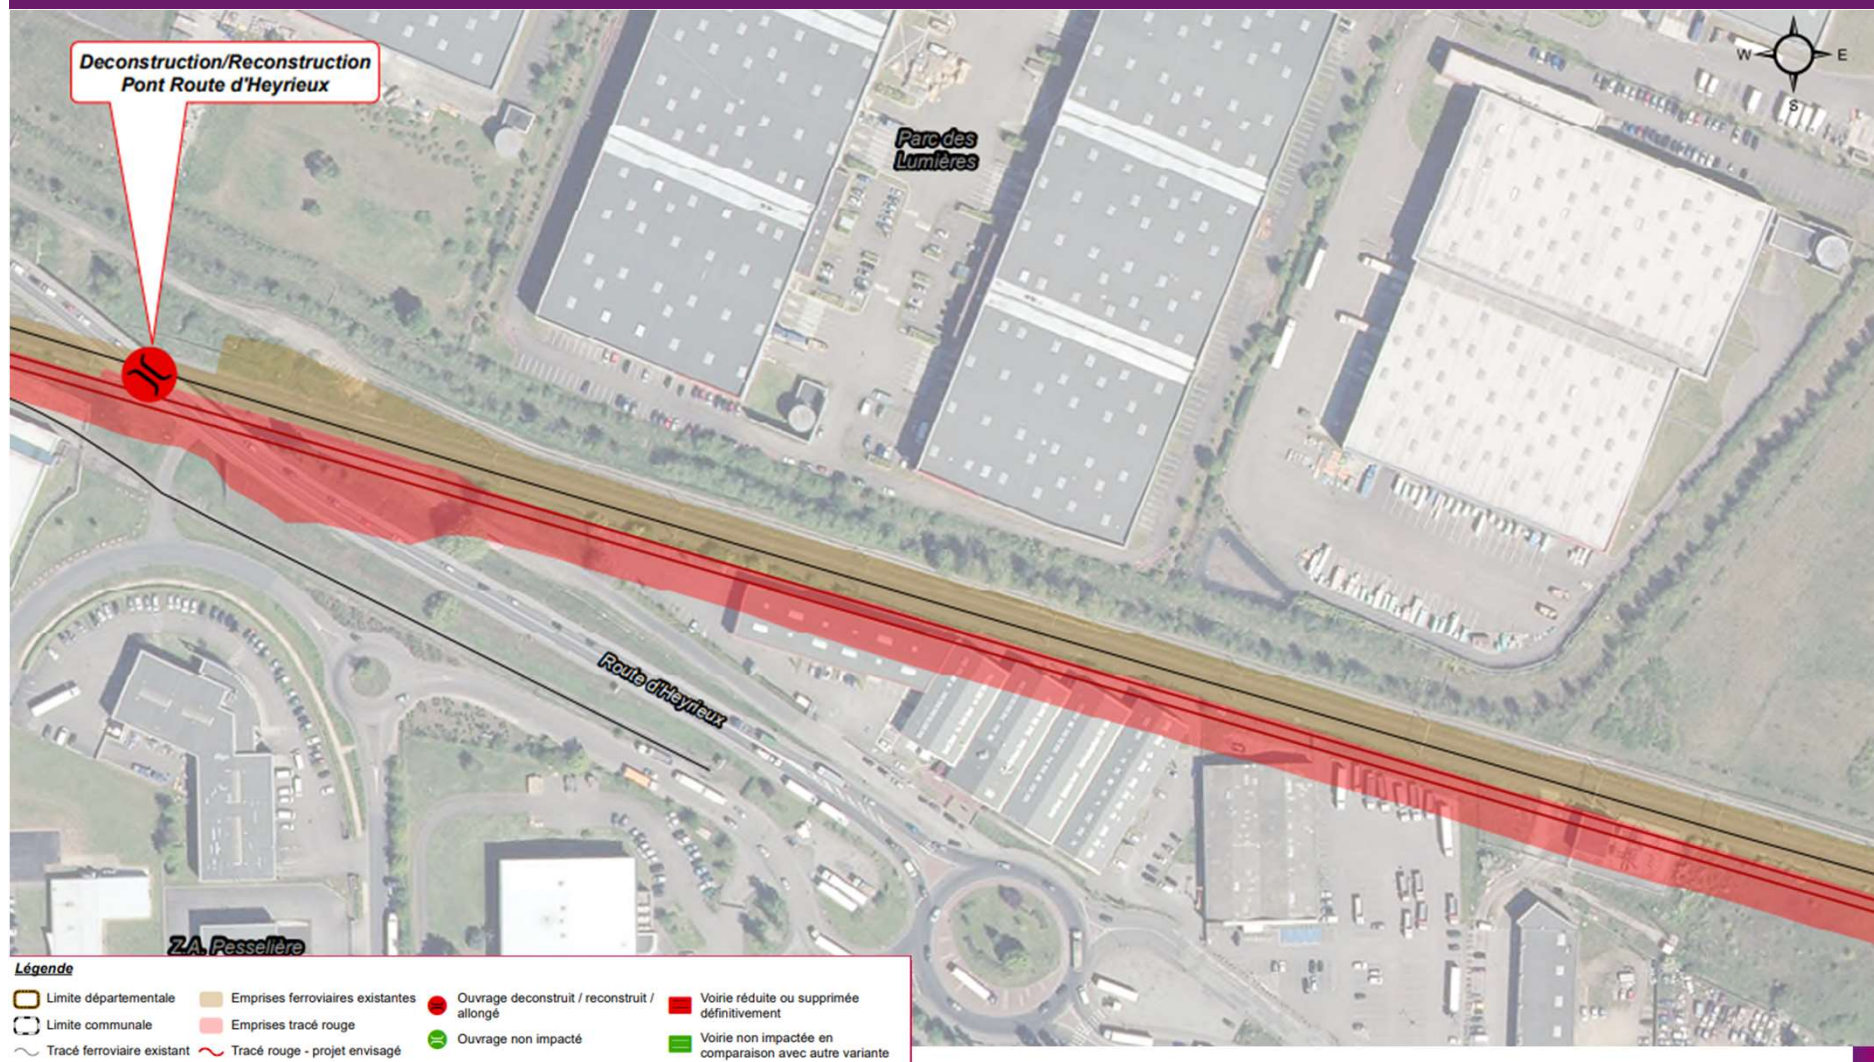 Deconstruction/Reconstruction
Pont Route d'Heyrieux
W
E
S
Parc des
Lumières
Route d'Heyrieux
Z.A. Pesselière
Légende
Limite départementale
Limite communale
Tracé ferroviaire existant
Emprises ferroviaires existantes
Emprises tracé rouge
Tracé rouge - projet envisagé
Ouvrage deconstruit / reconstruit /
allongé
Ouvrage non impacté
Voirie réduite ou supprimée
définitivement
Voirie non impactée en
comparaison avec autre variante